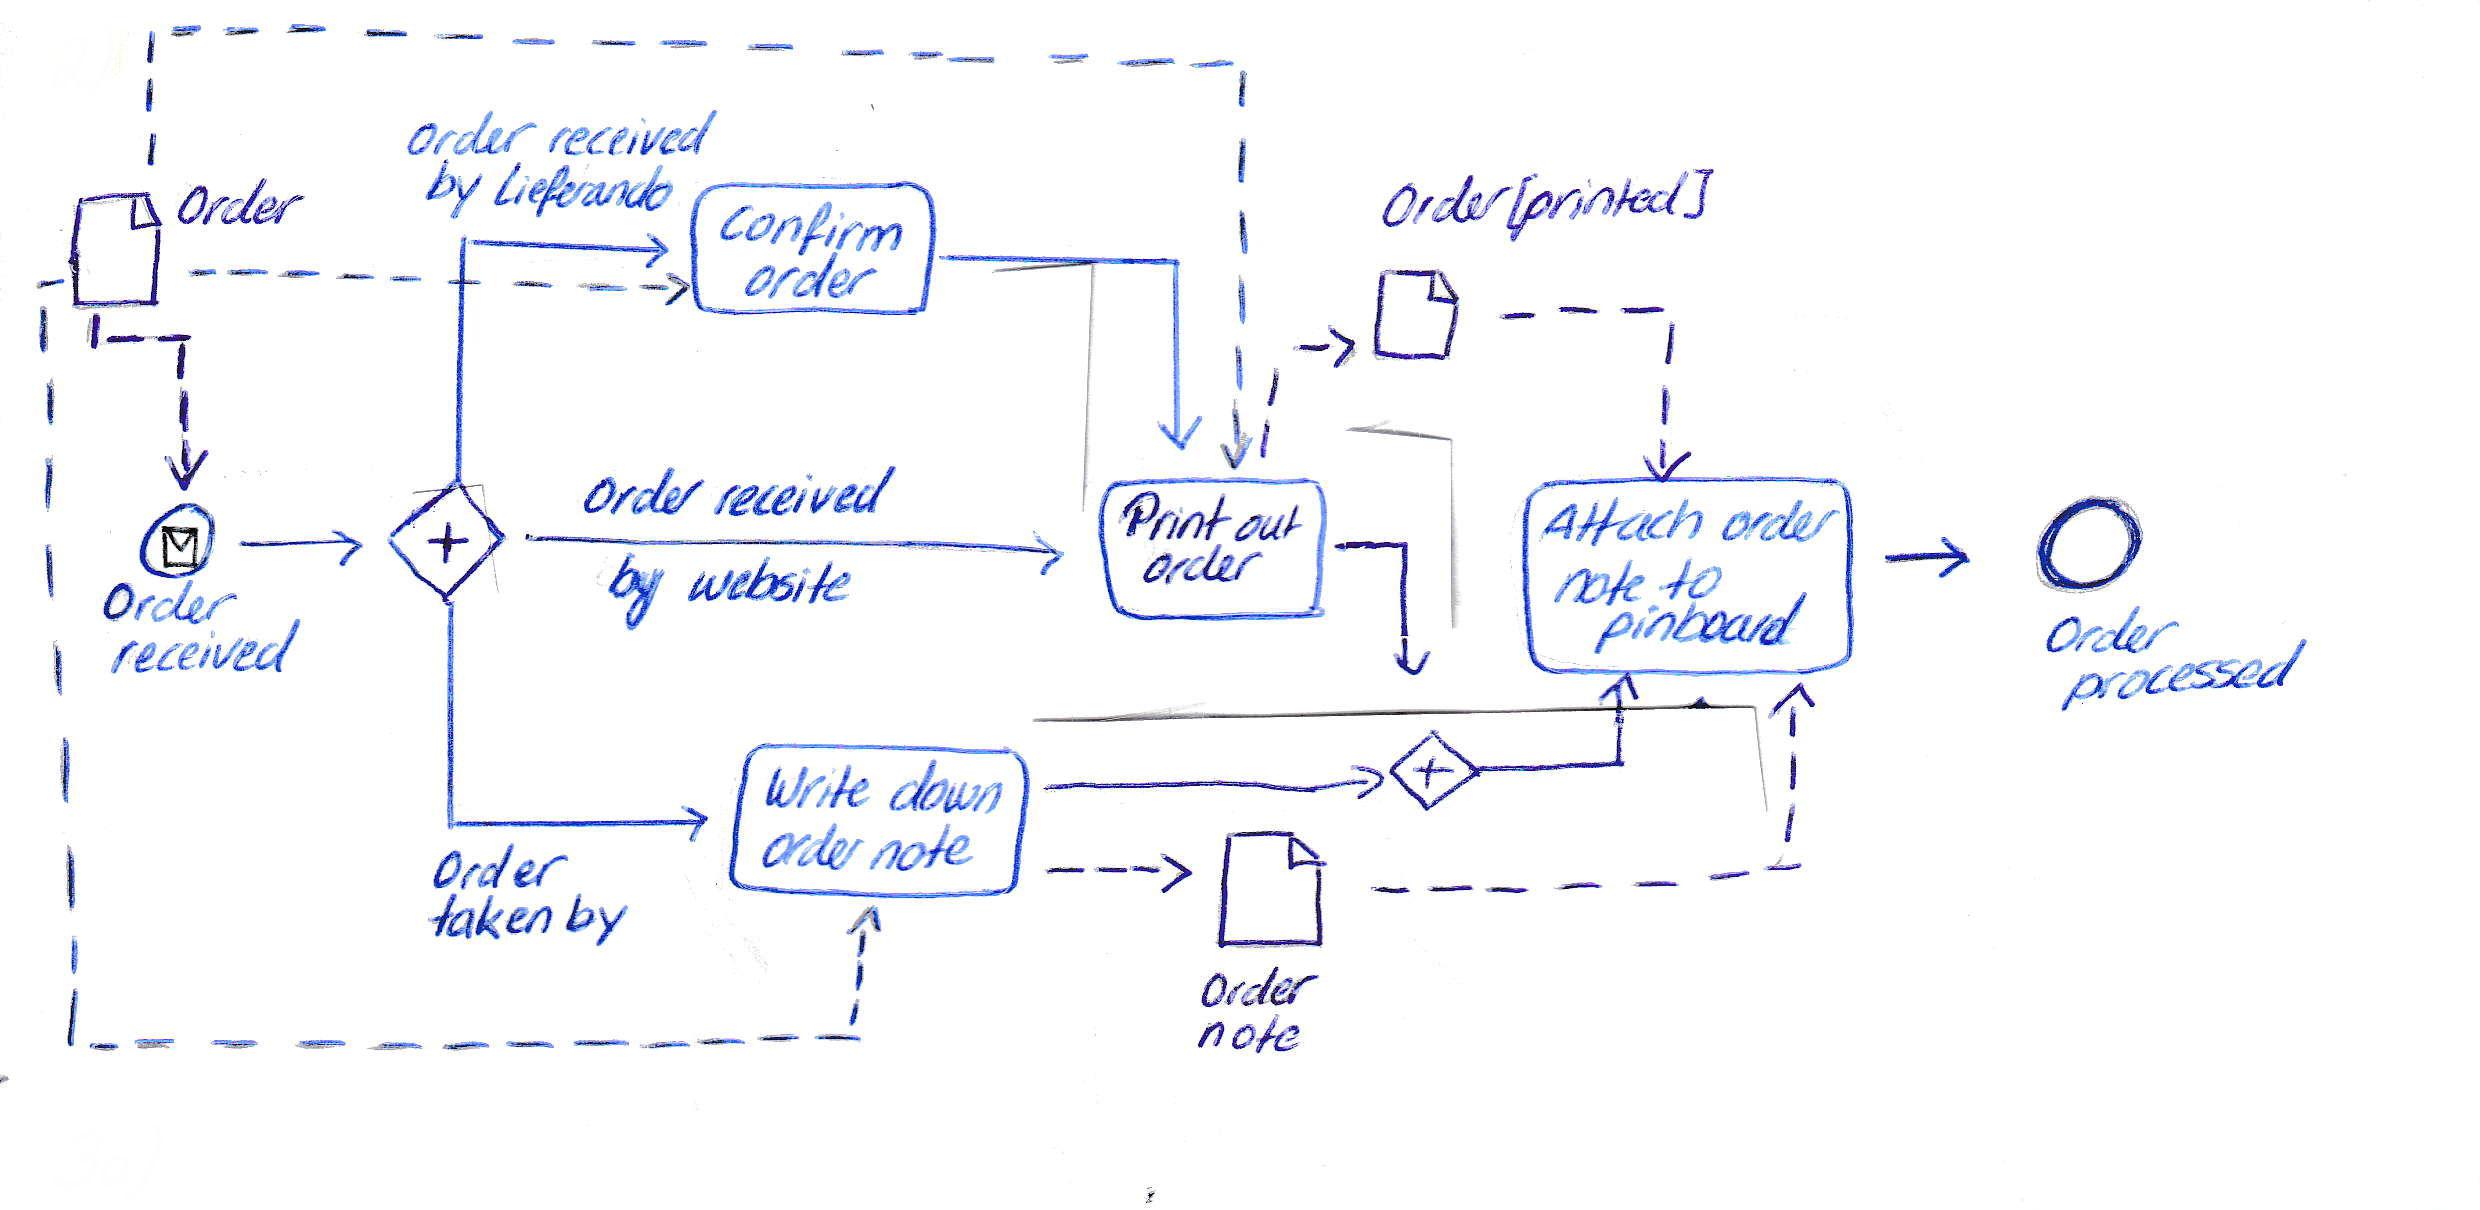 Order
Order received
by Lieferando
Confirm
order
Order[printed]
Order
received
Order received
by website
Print out
order
Attach order
note to
pinboard
Order
processed
Write down
order note
Order
taken by
Order
note